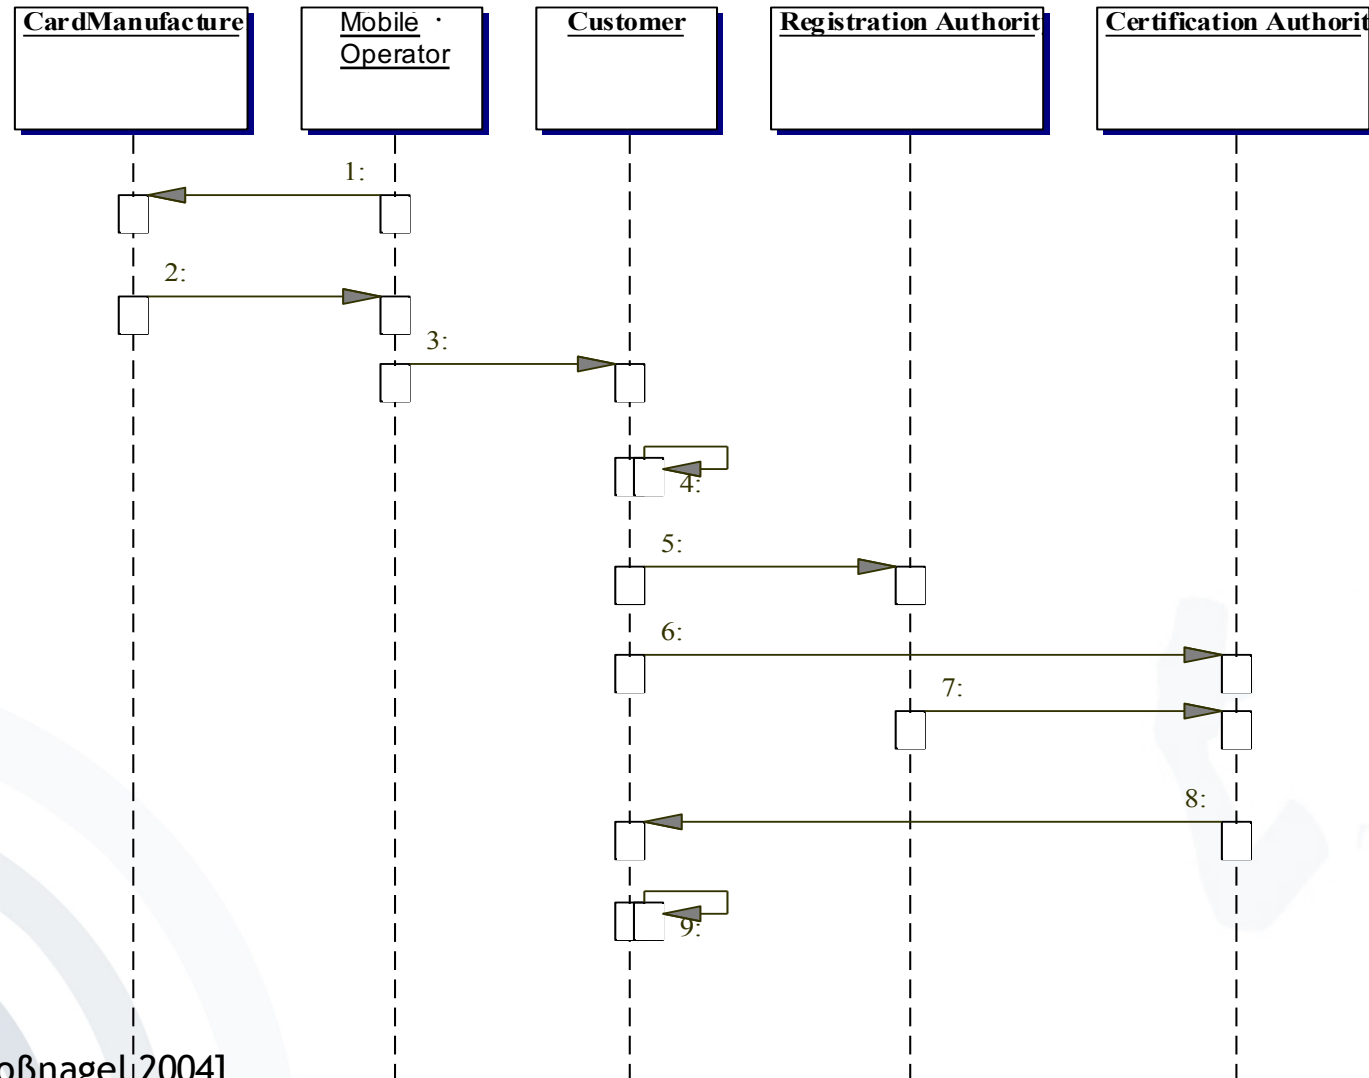 CardManufacture
Mobile
Operator
Customer
Registration Authorit
Certification Authorit
1:
2:
3:
4:
5:
6:
7:
8:
9:
oßnagel 2004]